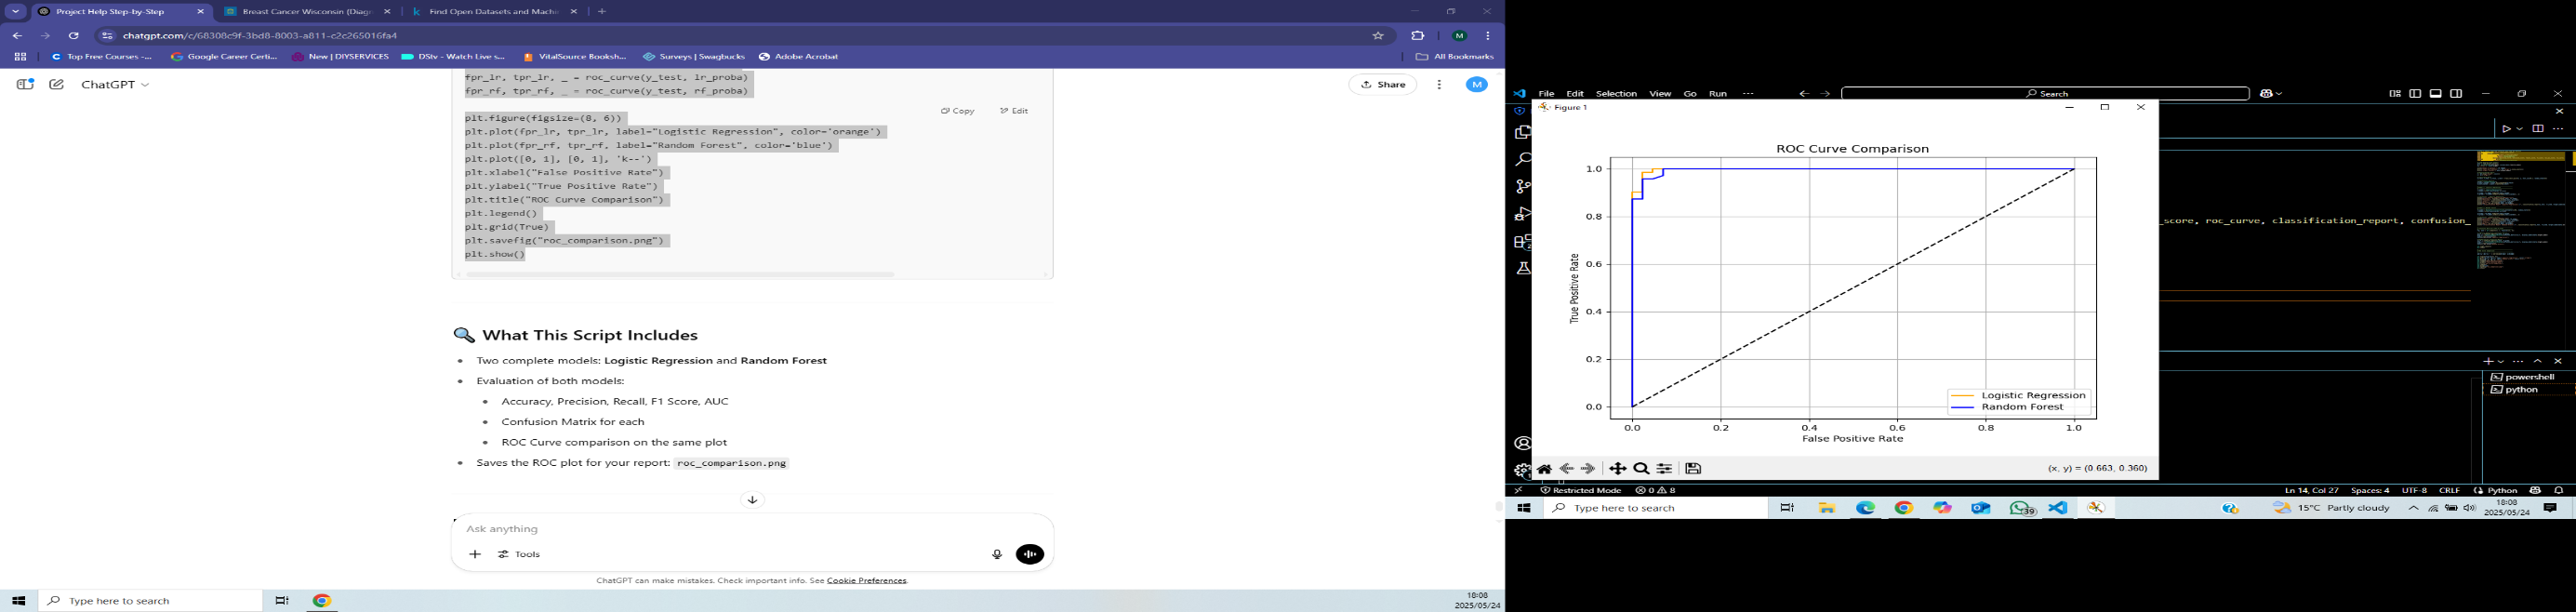 Project Help Step-by-Step
Breast Cancer Wisconsin (Diag
Find Open Datasets and Machi
chatgpt.com/c/68308c9f-3bd8-8003-a811-c2c265016fa4
Top Free Courses -...
Google Career Certi...
New | DIYSERVICES
DStv - Watch Live s...
VitalSource Booksh...
Surveys | Swagbucks
Adobe Acrobat
All Bookmarks
ChatGPT
Share
M
fpr_lr, tpr_lr, _ = roc_curve(y_test, lr_proba)
fpr_rf, tpr_rf, _ = roc_curve(y_test, rf_proba)
Copy
Edit
plt.figure(figsize=(8, 6))
plt.plot(fpr_lr, tpr_lr, label="Logistic Regression", color='orange')
plt.plot(fpr_rf, tpr_rf, label="Random Forest", color='blue')
plt.plot([0, 1], [0, 1], 'k--')
plt.xlabel("False Positive Rate")
plt.ylabel("True Positive Rate")
plt.title("ROC Curve Comparison")
plt.legend()
plt.grid(True)
plt.savefig("roc_comparison.png")
plt.show()
What This Script Includes
Two complete models: Logistic Regression and Random Forest
Evaluation of both models:
Accuracy, Precision, Recall, F1 Score, AUC
Confusion Matrix for each
ROC Curve comparison on the same plot
Saves the ROC plot for your report: roc_comparison.png
Ask anything
Tools
ChatGPT can make mistakes. Check important info. See Cookie Preferences.
Type here to search
18:08
2025/05/24
File Edit Selection View Go Run ...
Search
Figure 1
ROC Curve Comparison
1.0
0.8
0.6
0.4
0.2
0.0
True Positive Rate
0.0 0.2 0.4 0.6 0.8 1.0
False Positive Rate
Logistic Regression
Random Forest
(x, y) = (0.663, 0.360)
_score, roc_curve, classification_report, confusion_
powershell
python
Restricted Mode
0 8
Ln 14, Col 27
Spaces: 4
UTF-8
CRLF
Python
Type here to search
39
15°C Partly cloudy
18:08
2025/05/24